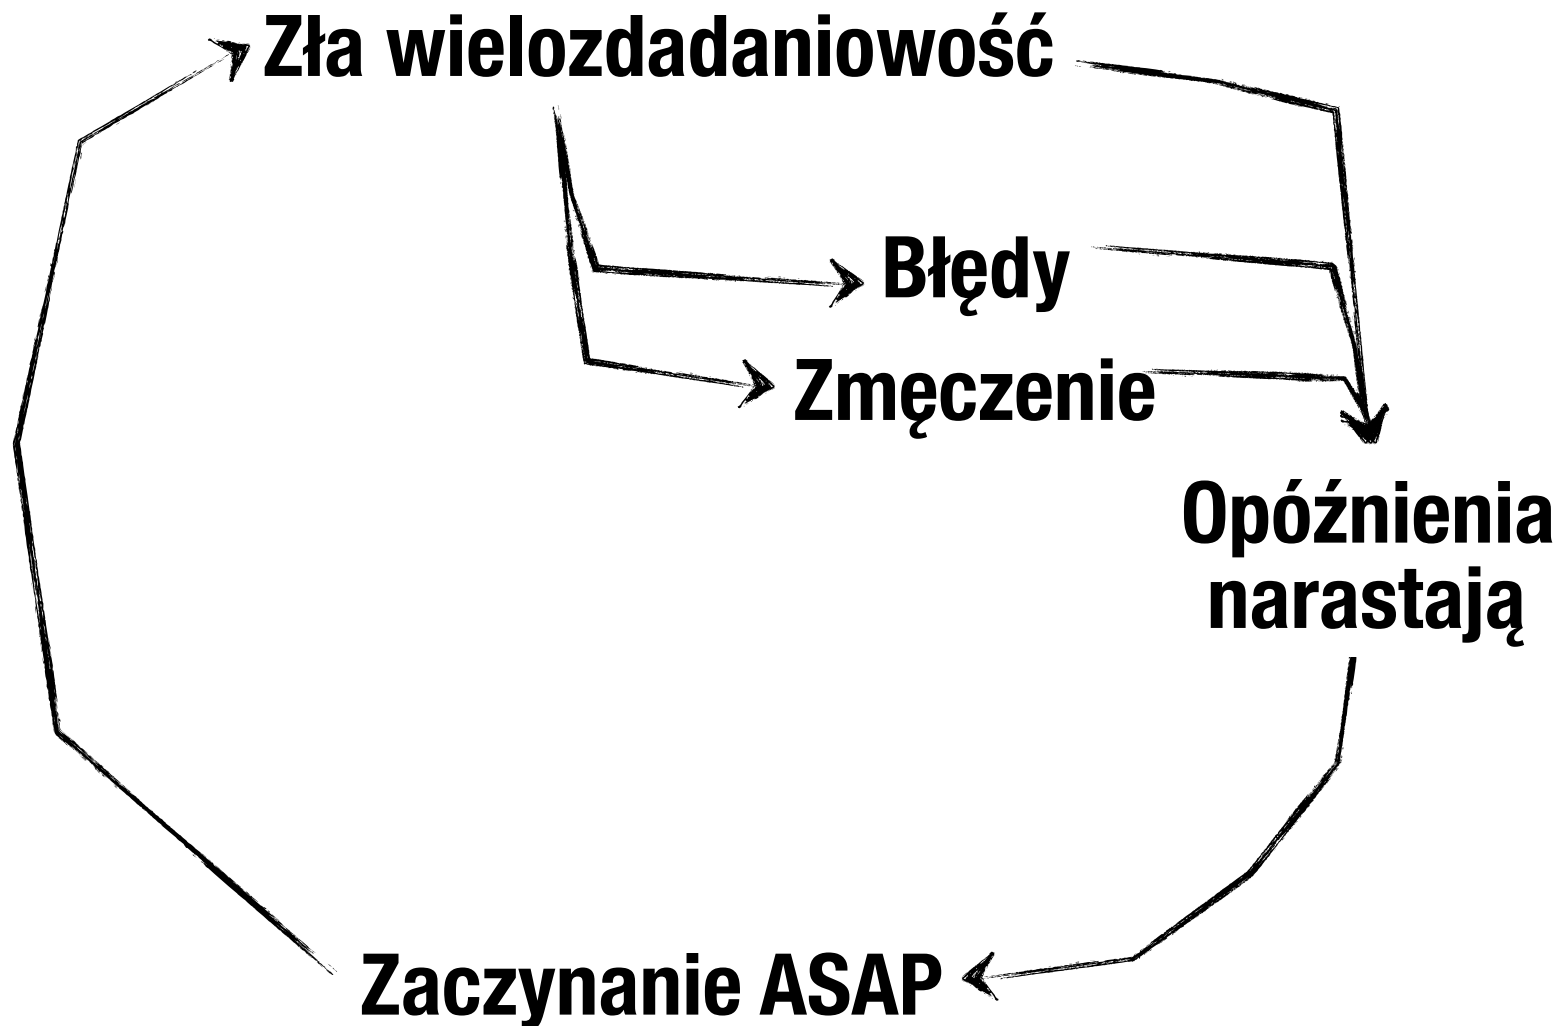 Zła wielozdadaniowość
Błędy
Zmęczenie
Opóźnienia
narastają
Zaczynanie ASAP